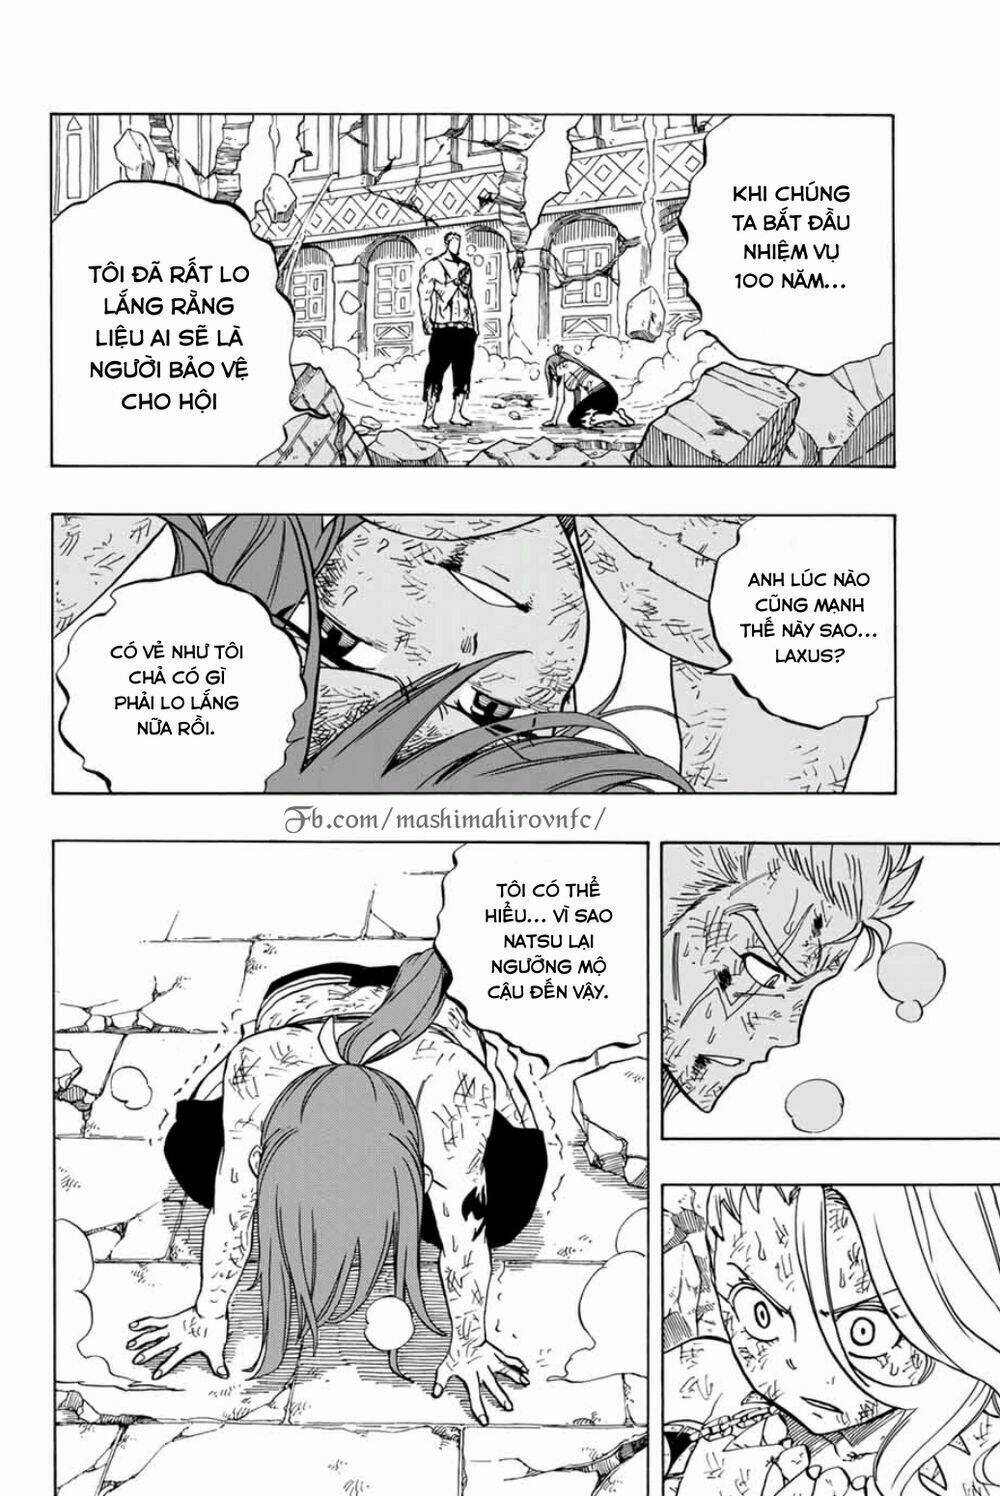 KHI CHÚNG
TA BẮT ĐẦU
NHIỆM VỤ
100 NĂM...
TÔI ĐÃ RẤT LO
LẮNG RẰNG
LIỆU AI SẼ LÀ
NGƯỜI BẢO VỆ
CHO HỘI
ANH LÚC NÀO
CŨNG MẠNH
THẾ NÀY SAO...
LAXUS?
CÓ VẺ NHƯ TÔI
CHẢ CÓ GÌ
PHẢI LO LẮNG
NỮA RỒI.
Fb.com/mashimahirovnfc/
TÔI CÓ THỂ
HIỂU... VÌ SAO
NATSU LẠI
NGƯỠNG MỘ
CẬU ĐẾN VẬY.